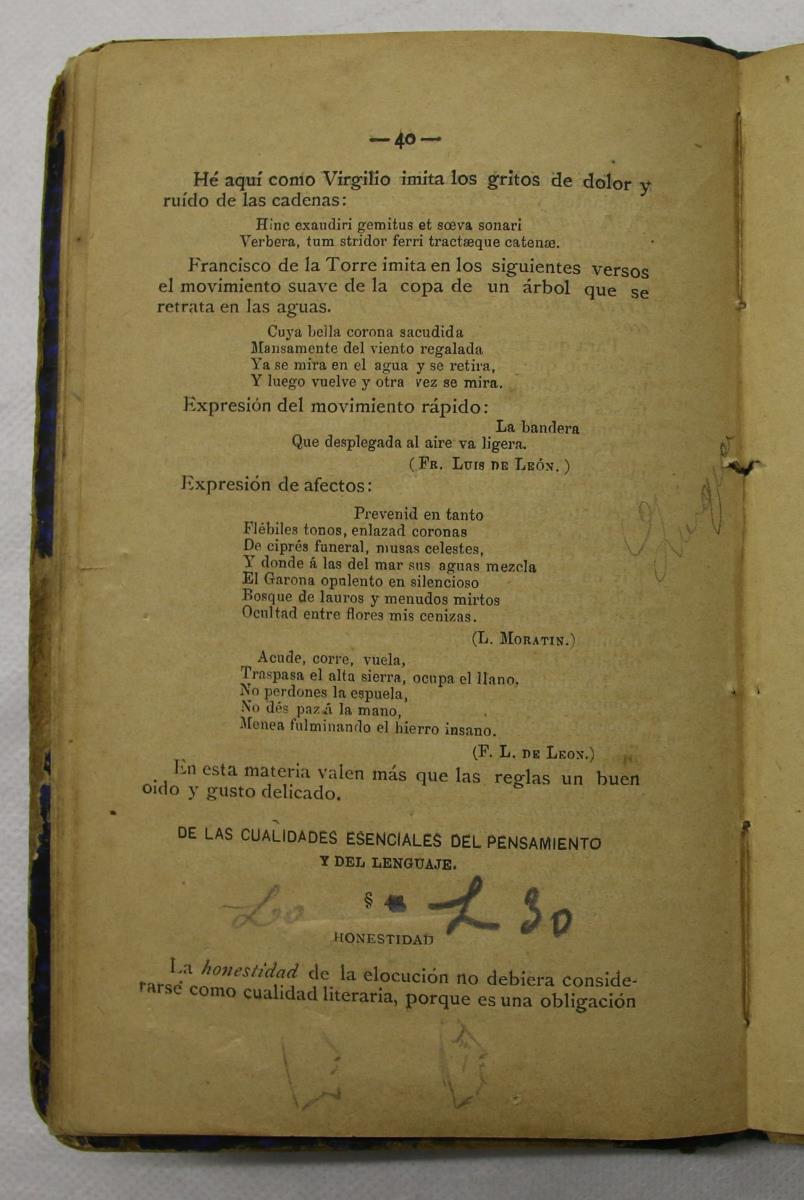 — 40 —
Hé aquí como Virgilio imita los gritos de dolor y
ruído de las cadenas:
Hinc exaudiri gemitus et sœva sonari
Verbera, tum stridor ferri tractæque catenæ.
Francisco de la Torre imita en los siguientes versos
el movimiento suave de la copa de un árbol que se
retrata en las aguas.
Cuya bella corona sacudida
Mansamente del viento regalada
Ya se mira en el agua y se retira,
Y luego vuelve y otra vez se mira.
Expresión del movimiento rápido:
La bandera
Que desplegada al aire va ligera.
(FR. LUIS DE LEÓN.)
Expresión de afectos:
Prevenid en tanto
Flébiles tonos, enlazad coronas
De ciprés funeral, musas celestes,
Y donde á las del mar sus aguas mezcla
El Garona opulento en silencioso
Bosque de lauros y menudos mirtos
Ocultad entre flores mis cenizas.
(L. MORATIN.)
Acude, corre, vuela,
Traspasa el alta sierra, ocupa el llano.
No perdones la espuela,
No dés paz á la mano,
Menea fulminando el hierro insano.
(F. L. DE LEON.)
En esta materia valen más que las reglas un buen
oido y gusto delicado.
DE LAS CUALIDADES ESENCIALES DEL PENSAMIENTO
Y DEL LENGUAJE.
§
L 30
HONESTIDAD
La honestidad de la elocución no debiera conside-
rarse como cualidad literaria, porque es una obligación